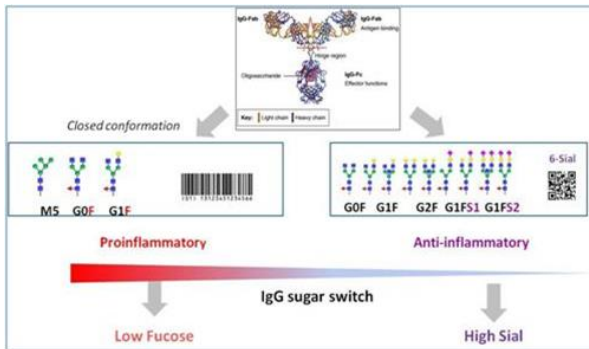 IgG-Fab
IgG-Fab
Antigen binding
Hinge region
Oligosaccharide
IgG-Fc
Effector functions
Key: Light chain Heavy chain
Closed conformation
6-Sial
M5 G0F G1F
G0F G1F G2F G1FS1 G1FS2
Proinflammatory
Anti-inflammatory
IgG sugar switch
Low Fucose
High Sial